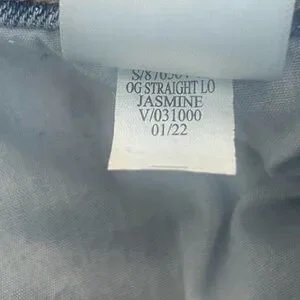 OG STRAIGHT LO
JASMINE
V/031000
01/22